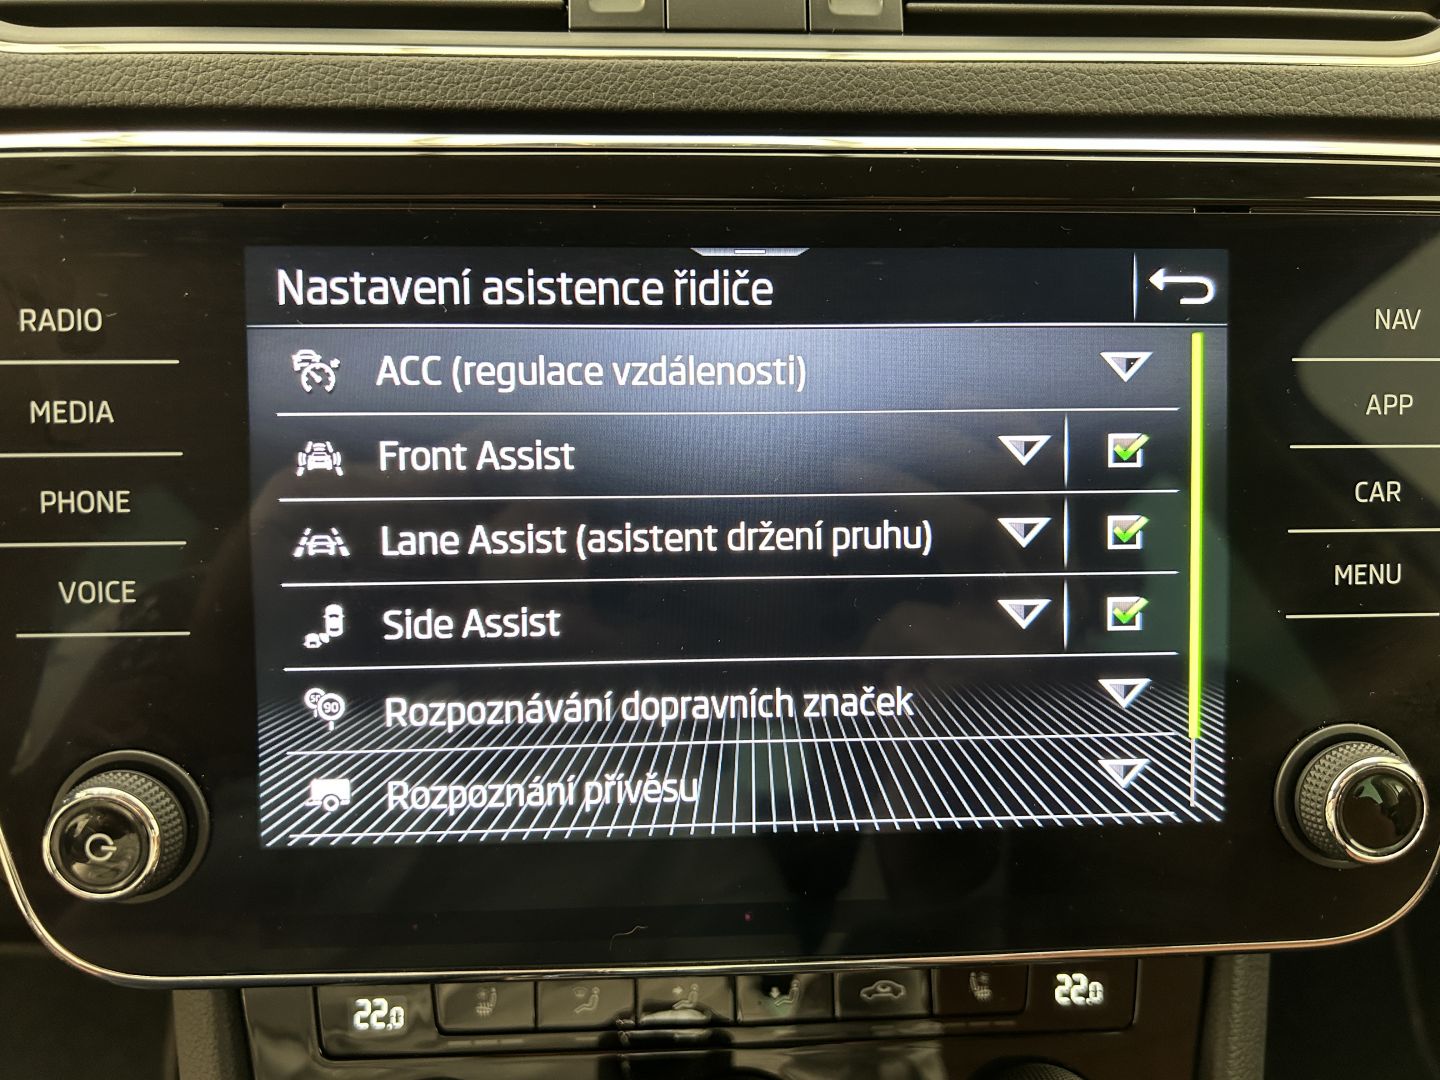 Nastavení asistence řidiče
RADIO
MEDIA
PHONE
VOICE
ACC (regulace vzdálenosti)
Front Assist
Lane Assist (asistent držení pruhu)
Side Assist
Rozpoznávání dopravních značek
90
Rozpoznání přívěsu
NAV
APP
CAR
MENU
22.0
22.0